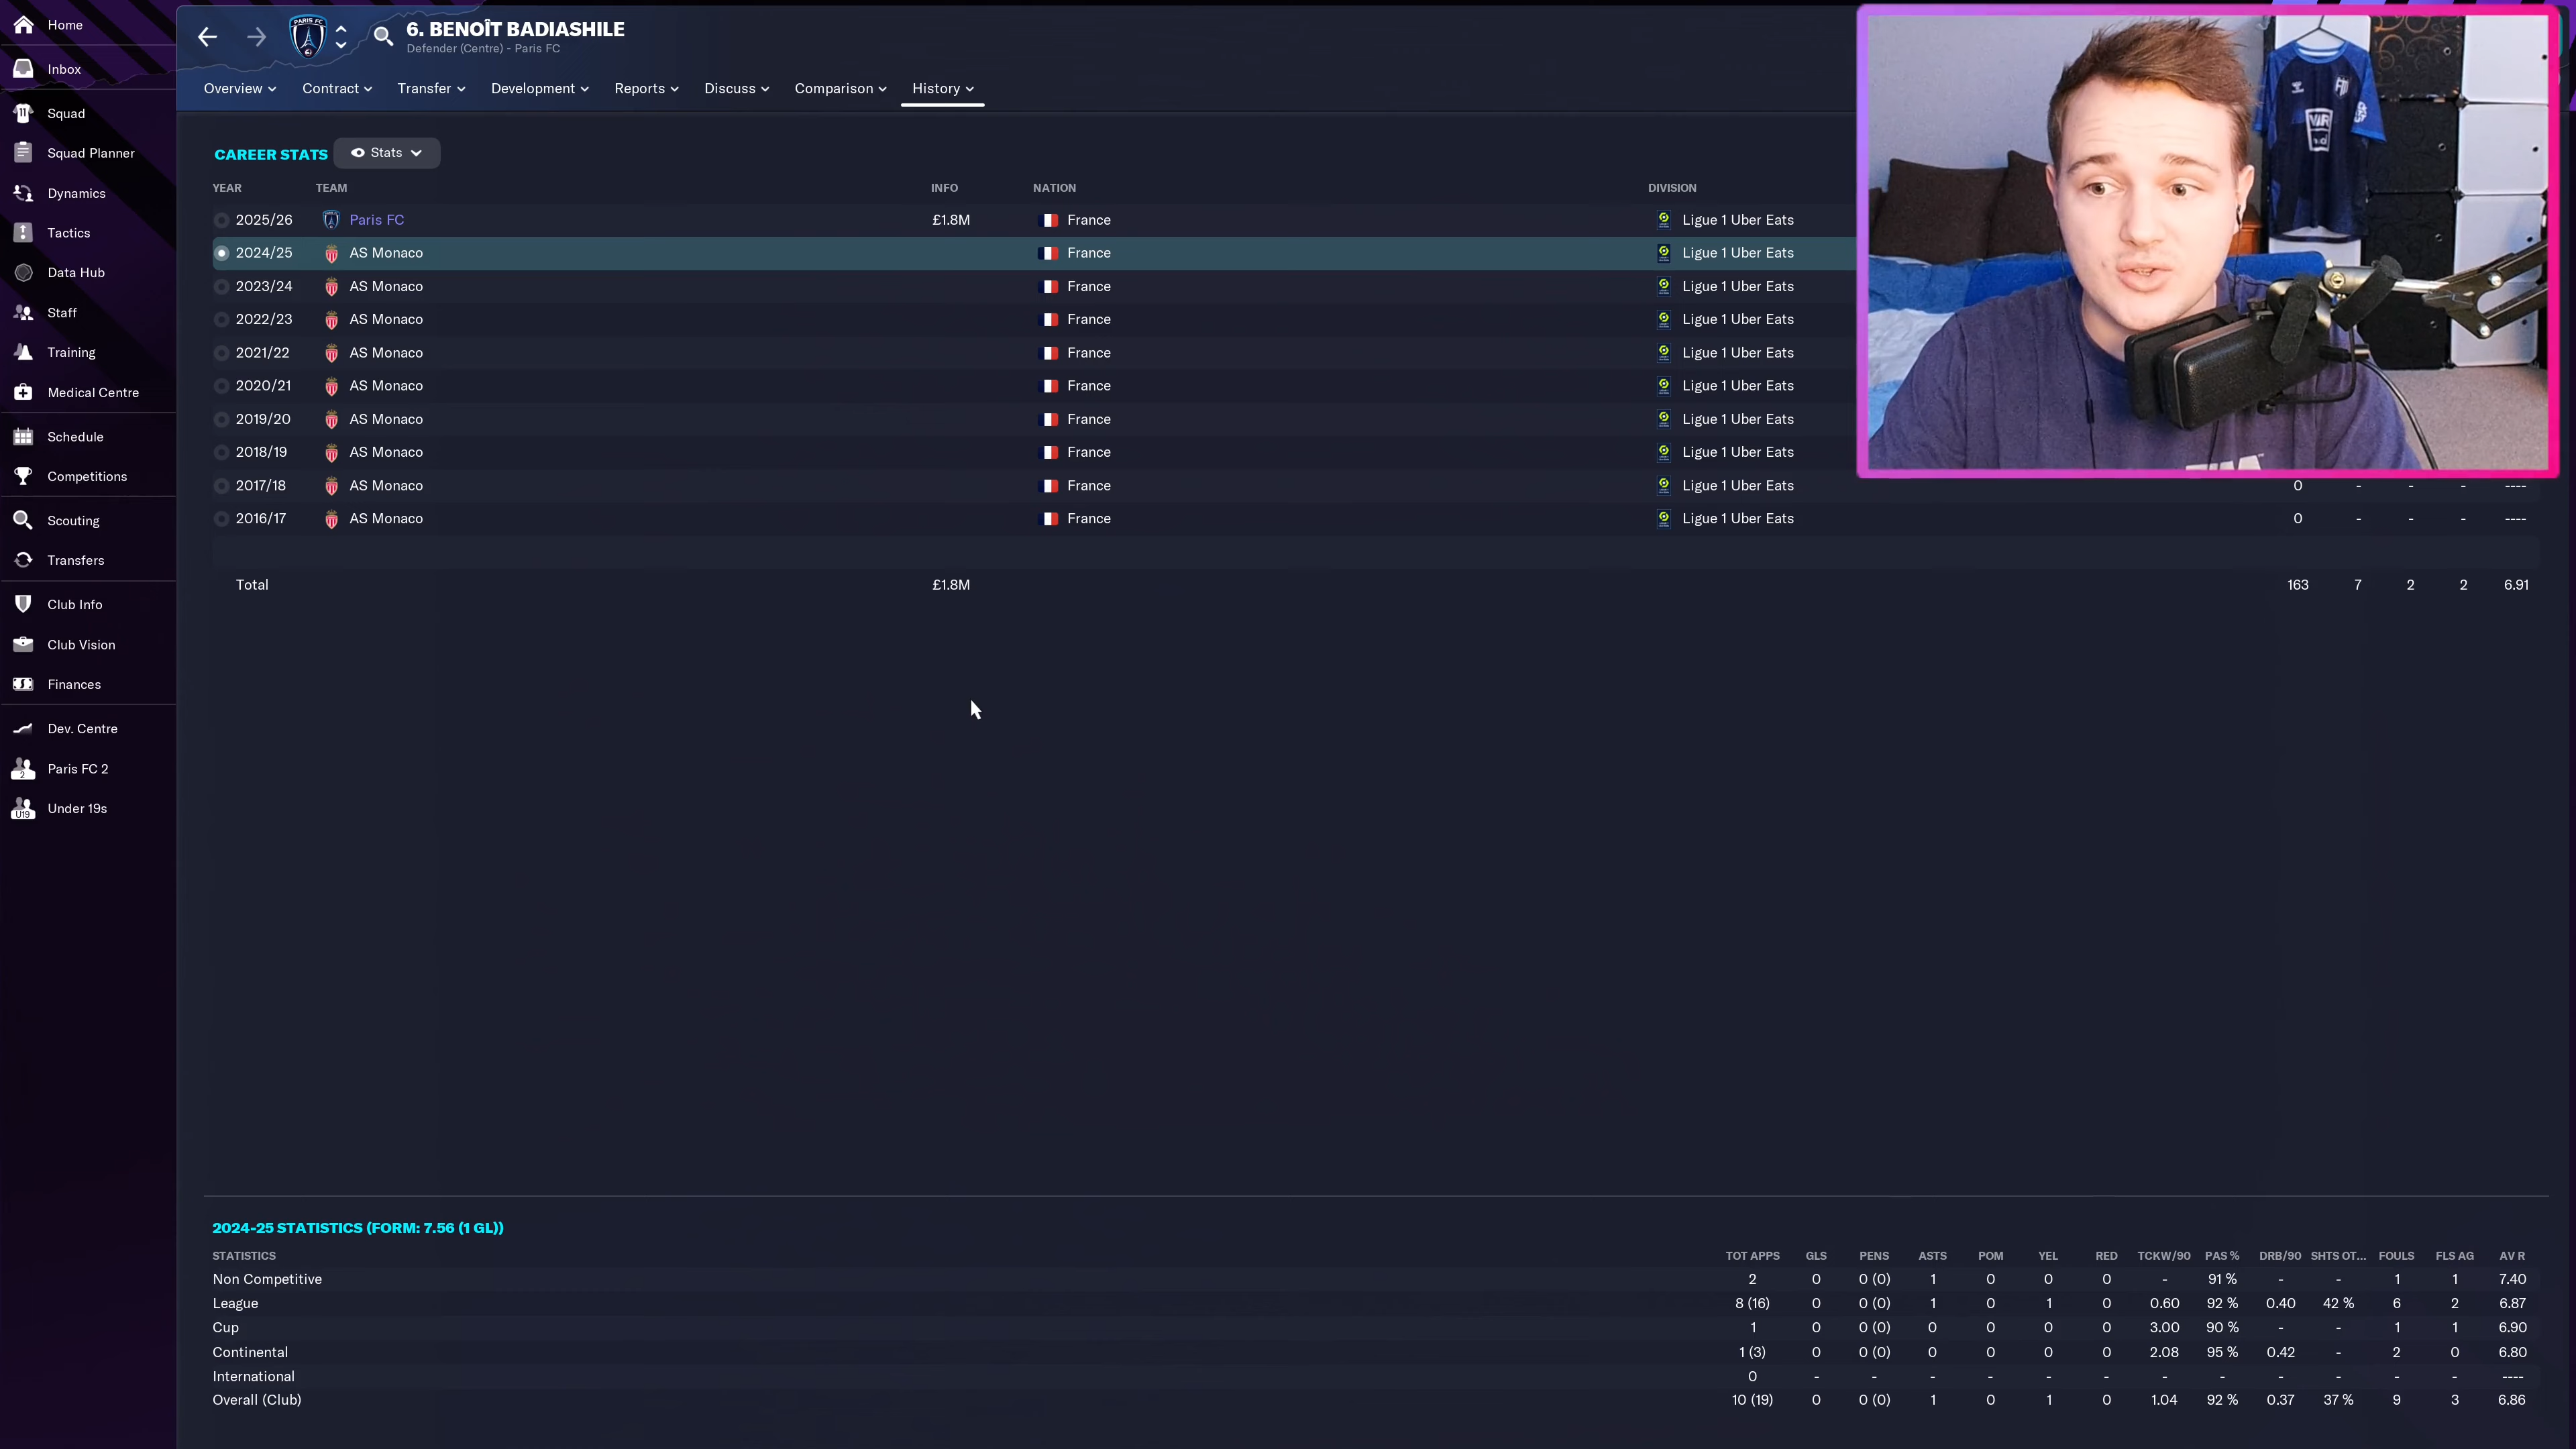 Home
Inbox
Squad
Squad Planner
Dynamics
Tactics
Data Hub
Staff
Training
Medical Centre
Schedule
Competitions
Scouting
Transfers
Club Info
Club Vision
Finances
Dev. Centre
2
Paris FC 2
U19
Under 19s
PARIS FC
6. BENOÎT BADIASHILE
Defender (Centre) - Paris FC
Overview Contract Transfer Development Reports Discuss Comparison History
CAREER STATS Stats
YEAR TEAM INFO NATION DIVISION
2025/26 Paris FC £1.8M France Ligue 1 Uber Eats
2024/25 AS Monaco France Ligue 1 Uber Eats
2023/24 AS Monaco France Ligue 1 Uber Eats
2022/23 AS Monaco France Ligue 1 Uber Eats
2021/22 AS Monaco France Ligue 1 Uber Eats
2020/21 AS Monaco France Ligue 1 Uber Eats
2019/20 AS Monaco France Ligue 1 Uber Eats
2018/19 AS Monaco France Ligue 1 Uber Eats
2017/18 AS Monaco France Ligue 1 Uber Eats 0 - - - ----
2016/17 AS Monaco France Ligue 1 Uber Eats 0 - - - ----
Total £1.8M 163 7 2 2 6.91
2024-25 STATISTICS (FORM: 7.56 (1 GL))
STATISTICS TOT APPS GLS PENS ASTS POM YEL RED TCKW/90 PAS % DRB/90 SHTS OT... FOULS FLS AG AV R
Non Competitive 2 0 0 (0) 1 0 0 0 - 91 % - - 1 1 7.40
League 8 (16) 0 0 (0) 1 0 1 0 0.60 92 % 0.40 42 % 6 2 6.87
Cup 1 0 0 (0) 0 0 0 0 3.00 90 % - - 1 1 6.90
Continental 1 (3) 0 0 (0) 0 0 0 0 2.08 95 % 0.42 - 2 0 6.80
International 0 - - - - - - - - - - - - ----
Overall (Club) 10 (19) 0 0 (0) 1 0 1 0 1.04 92 % 0.37 37 % 9 3 6.86